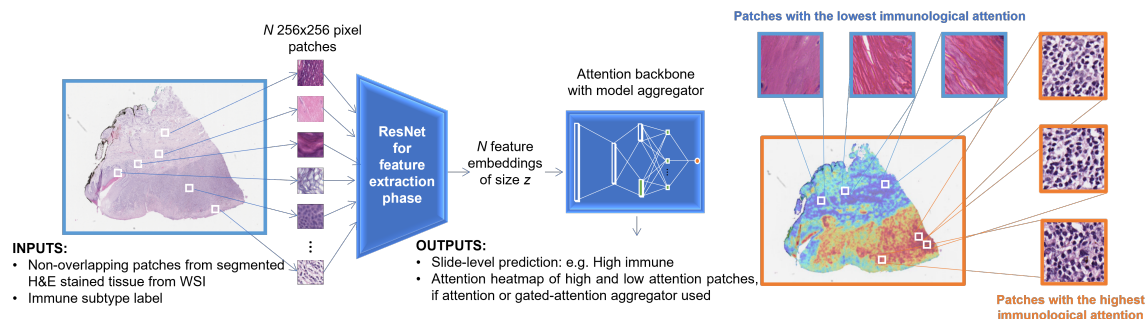 N 256x256 pixel
patches
INPUTS:
• Non-overlapping patches from segmented
H&E stained tissue from WSI
• Immune subtype label
⋮
ResNet
for
feature
extraction
phase
N feature
embeddings
of size z
Attention backbone
with model aggregator
OUTPUTS:
• Slide-level prediction: e.g. High immune
• Attention heatmap of high and low attention patches,
if attention or gated-attention aggregator used
Patches with the lowest immunological attention
Patches with the highest
immunological attention